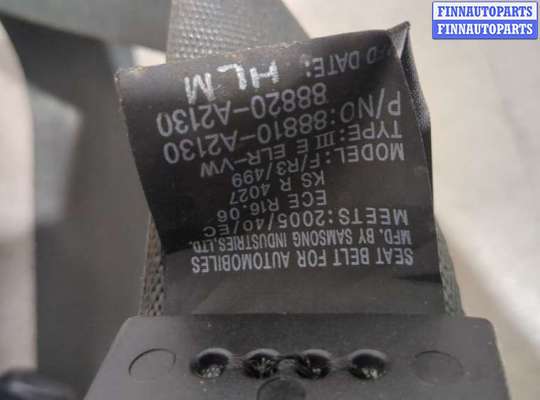 FINNAUTOPARTS
FINNAUTOPARTS
SEAT BELT FOR AUTOMOBILES
MFD. BY SAMSONG INDUSTRIES,LTD.
MEETS:2005/40/EC
ECE R16.06
KS R 4027
MODEL:F/R3/499
TYPE:III E ELR-VW
P/NO:88810-A2130
88820-A2130
DATE: HLM